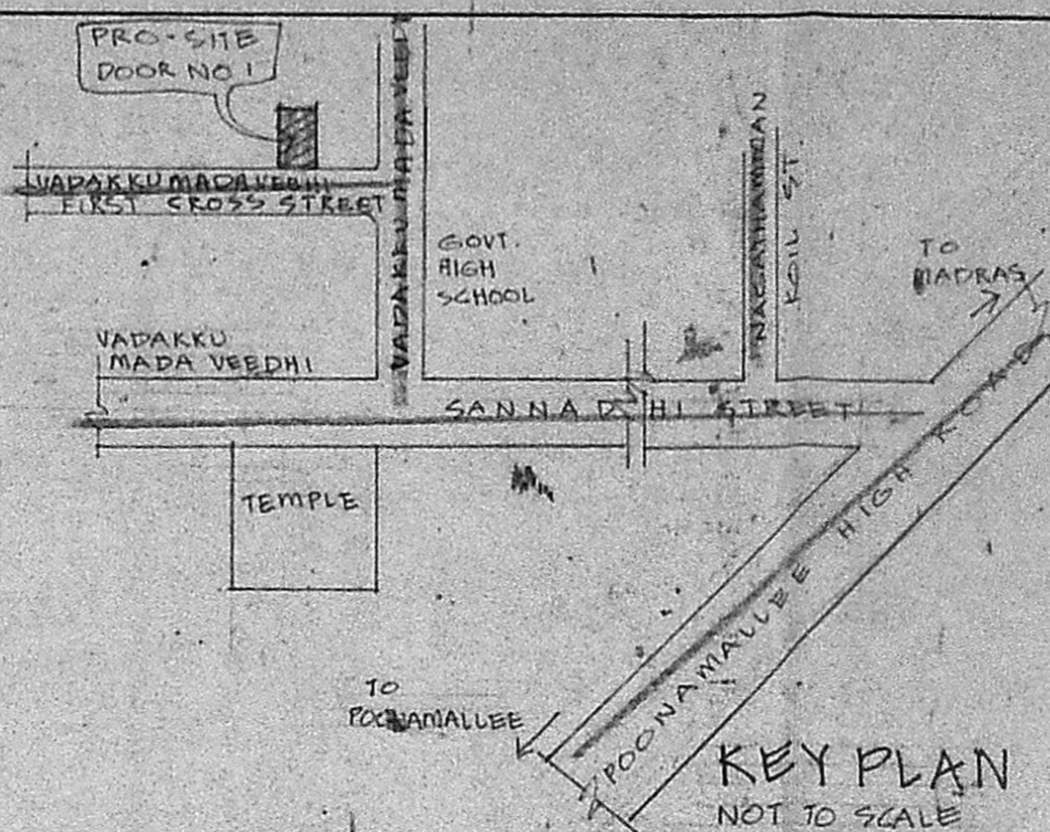 PRO-SITE
DOOR NO 1
VADAKKU MADA VEEDHI
VADAKKU MADA VEEDHI
FIRST CROSS STREET
GOVT.
HIGH
SCHOOL
NAGATHAMMAN
KOIL ST.
TO
MADRAS
VADAKKU
MADA VEEDHI
SANNADHI STREET
TEMPLE
POONAMALLEE HIGH ROAD
TO
POONAMALLEE
KEY PLAN
NOT TO SCALE